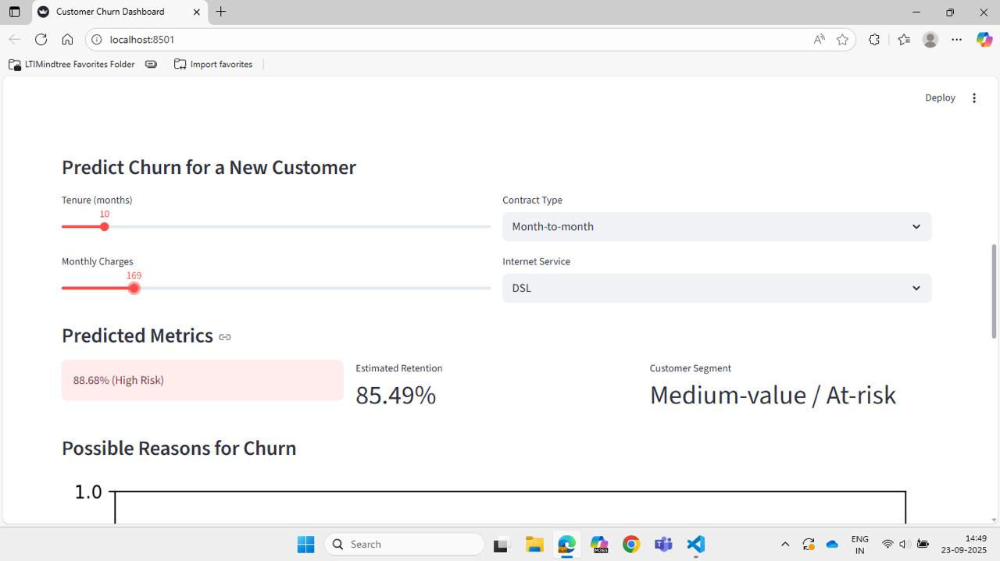 Customer Churn Dashboard
localhost:8501
LTIMindtree Favorites Folder
Import favorites
Deploy
Predict Churn for a New Customer
Tenure (months)
10
Contract Type
Month-to-month
Monthly Charges
169
Internet Service
DSL
Predicted Metrics
88.68% (High Risk)
Estimated Retention
85.49%
Customer Segment
Medium-value / At-risk
Possible Reasons for Churn
1.0
Search
M365
ENG
IN
14:49
23-09-2025